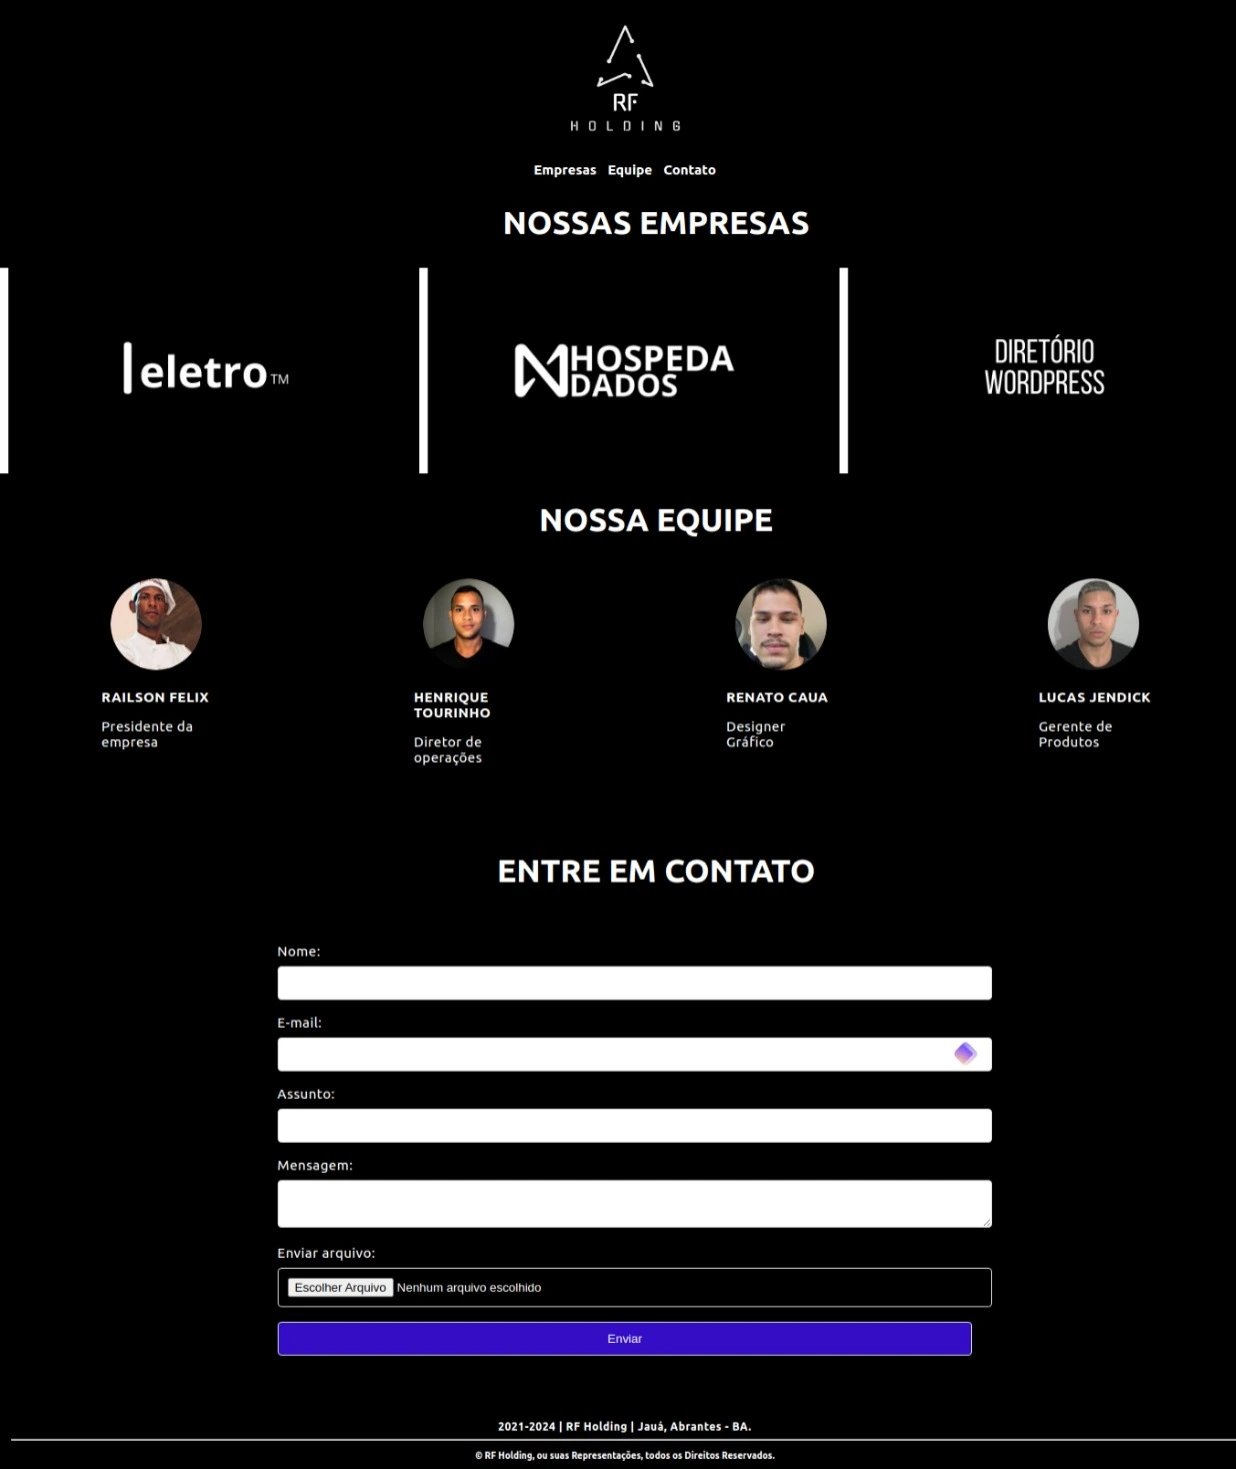 RF
HOLDING
Empresas Equipe Contato
NOSSAS EMPRESAS
eletro TM
HOSPEDA
DADOS
DIRETÓRIO
WORDPRESS
NOSSA EQUIPE
RAILSON FELIX
Presidente da
empresa
HENRIQUE
TOURINHO
Diretor de
operações
RENATO CAUA
Designer
Gráfico
LUCAS JENDICK
Gerente de
Produtos
ENTRE EM CONTATO
Nome:
E-mail:
Assunto:
Mensagem:
Enviar arquivo:
Escolher Arquivo Nenhum arquivo escolhido
Enviar
2021-2024 | RF Holding | Jauá, Abrantes - BA.
© RF Holding, ou suas Representações, todos os Direitos Reservados.